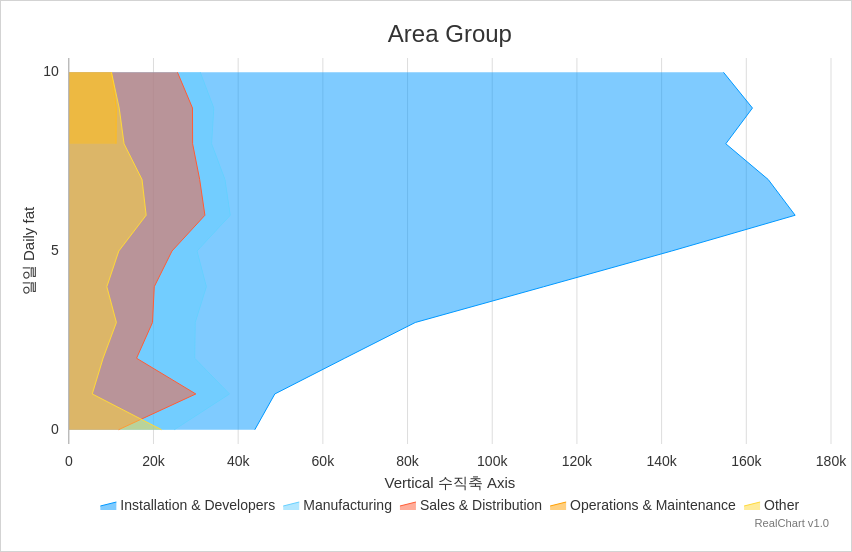 Area Group
10
5
0
일일 Daily fat
0 20k 40k 60k 80k 100k 120k 140k 160k 180k
Vertical 수직축 Axis
Installation & Developers Manufacturing Sales & Distribution Operations & Maintenance Other
RealChart v1.0